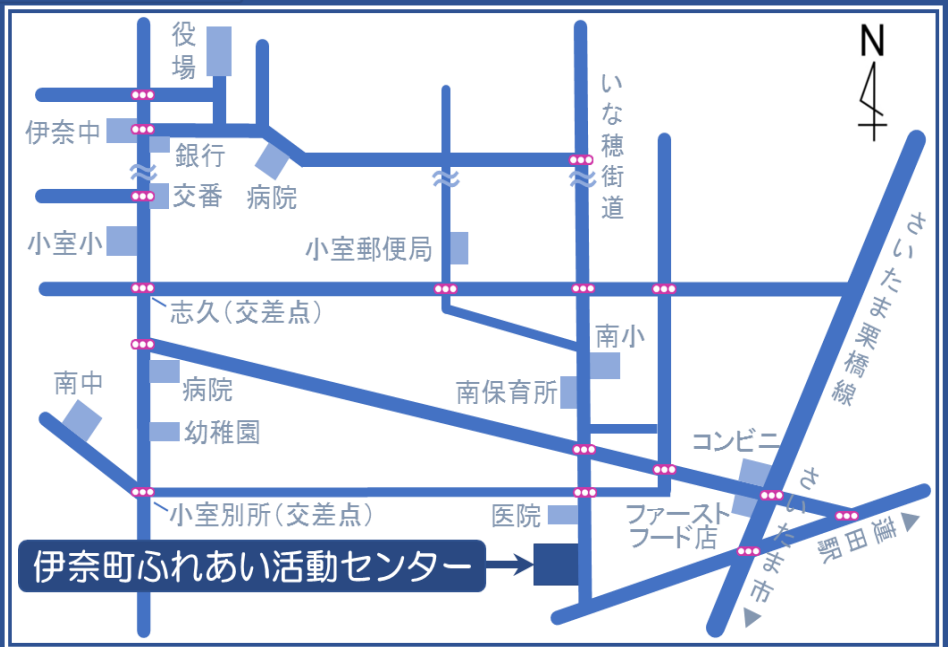 役場
N
いな穂街道
伊奈中
銀行
交番
病院
小室小
小室郵便局
さいたま栗橋線
志久（交差点）
南小
南中
病院
南保育所
幼稚園
コンビニ
小室別所（交差点）
医院
ファースト
フード店
さいたま市
蓮田駅
伊奈町ふれあい活動センター